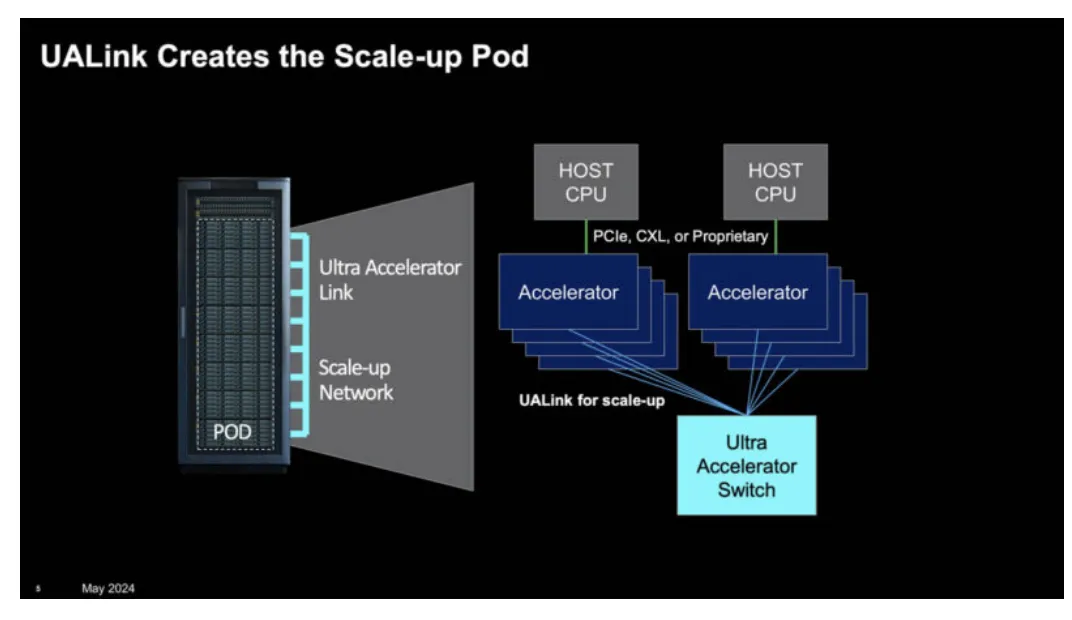 UALink Creates the Scale-up Pod
HOST
CPU
HOST
CPU
PCIe, CXL, or Proprietary
Ultra Accelerator
Link
Scale-up
Network
POD
Accelerator
Accelerator
UALink for scale-up
Ultra
Accelerator
Switch
5
May 2024